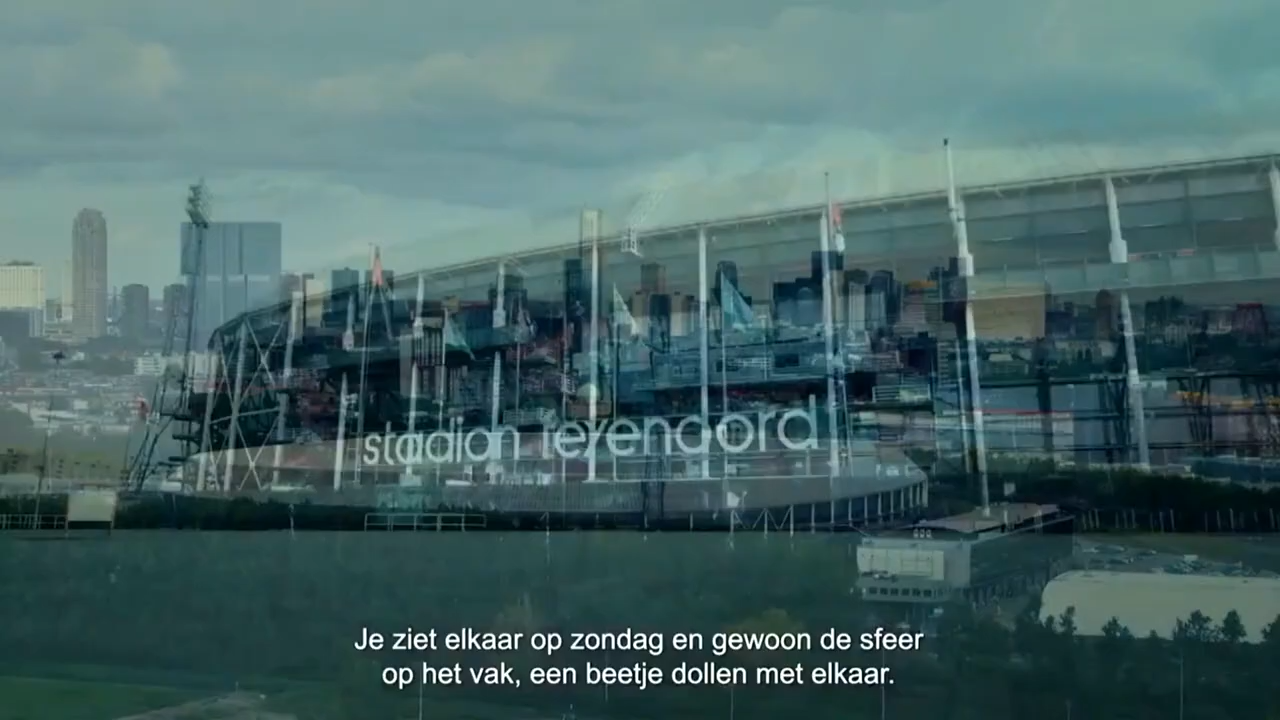 stadion feyenoord
Je ziet elkaar op zondag en gewoon de sfeer
op het vak, een beetje dollen met elkaar.